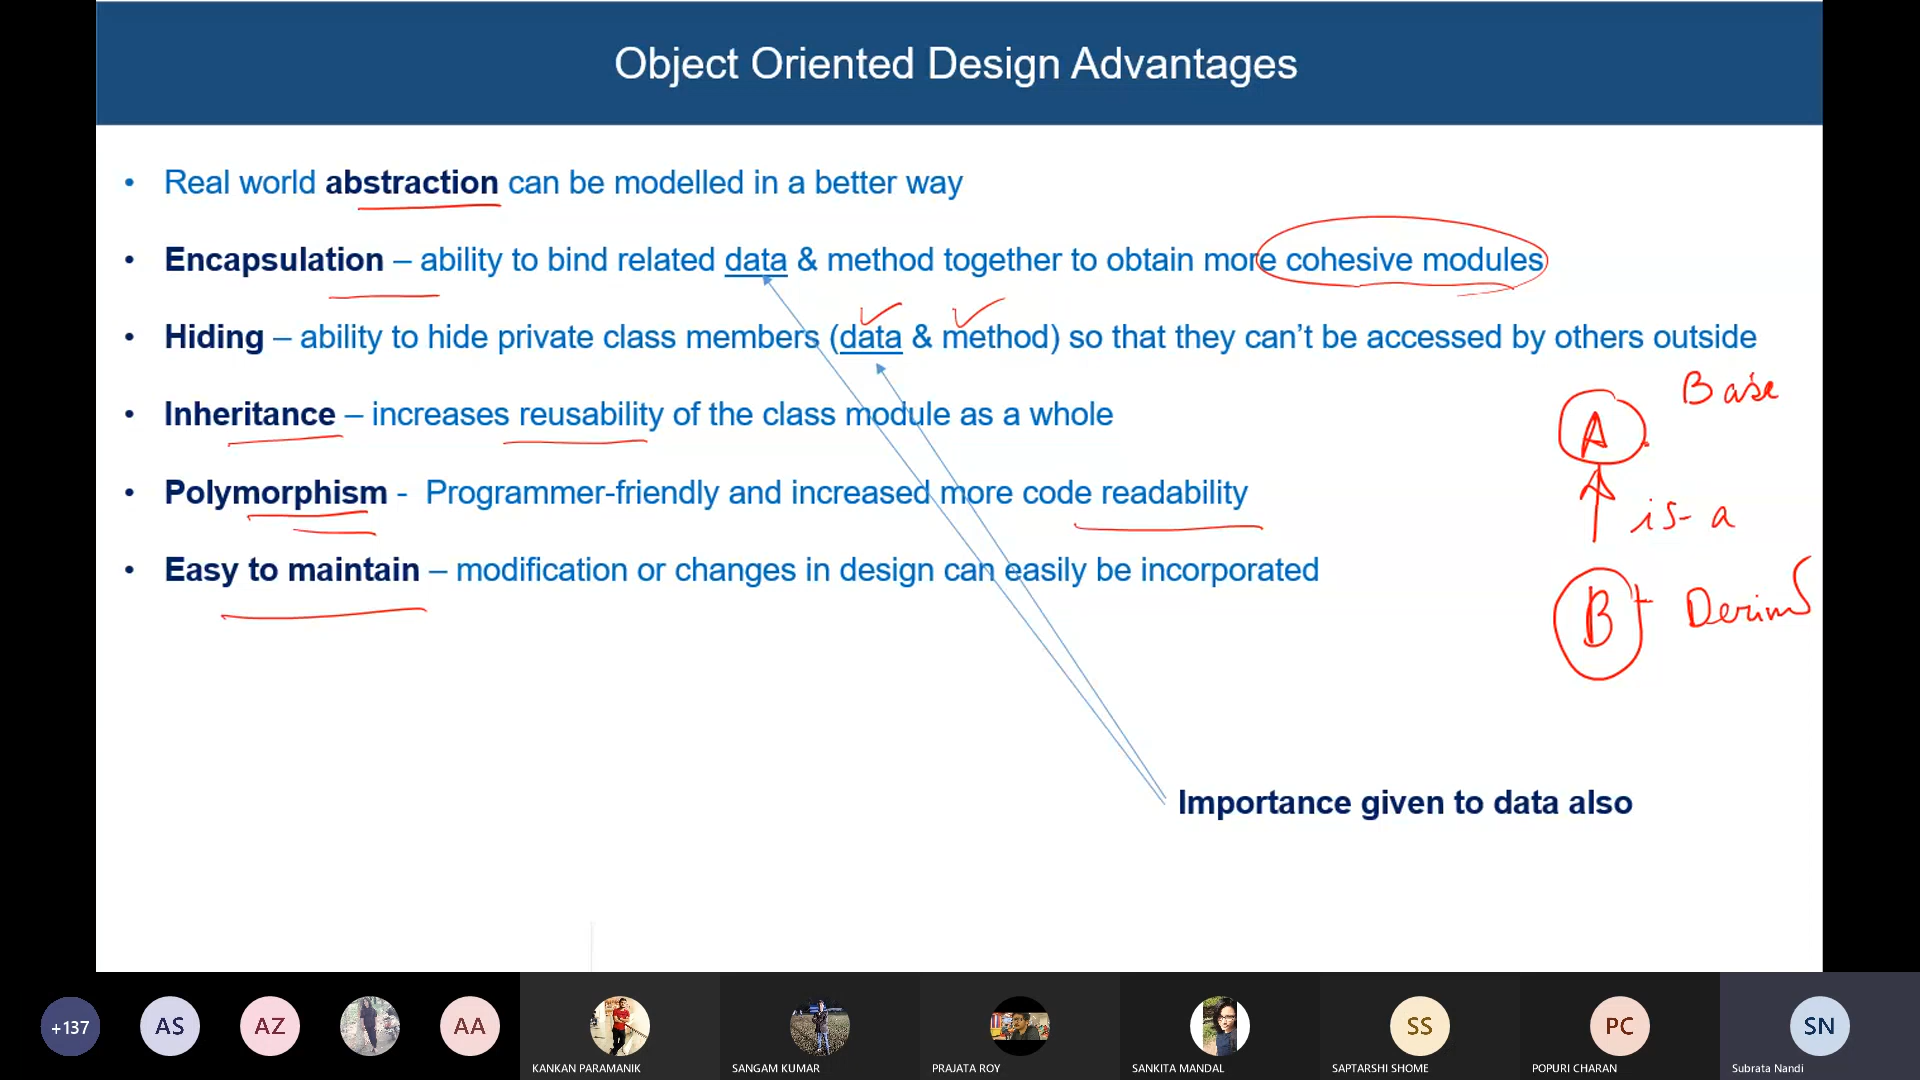 Object Oriented Design Advantages
• Real world abstraction can be modelled in a better way
• Encapsulation – ability to bind related data & method together to obtain more cohesive modules
• Hiding – ability to hide private class members (data & method) so that they can’t be accessed by others outside
• Inheritance – increases reusability of the class module as a whole
Base
A
• Polymorphism - Programmer-friendly and increased more code readability
is-a
• Easy to maintain – modification or changes in design can easily be incorporated
B
Importance given to data also
+137
AS
AZ
AA
SS
PC
SN
KANKAN PARAMANIK
SANGAM KUMAR
PRAJATA ROY
SANKITA MANDAL
SAPTARSHI SHOME
POPURI CHARAN
Subrata Nandi